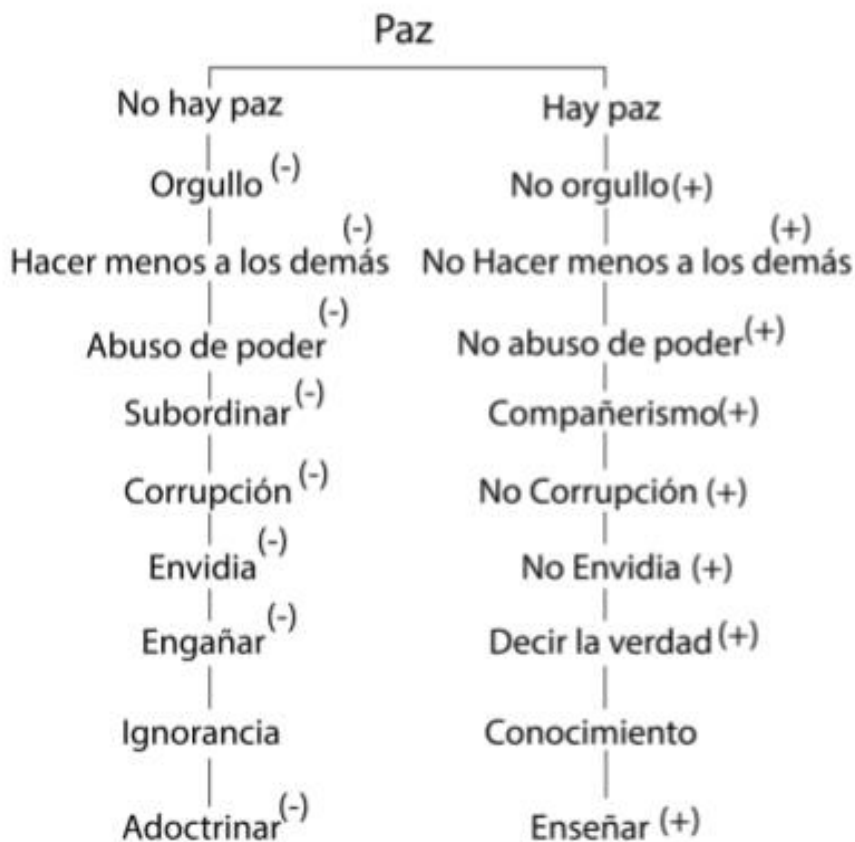 Paz
No hay paz Hay paz
Orgullo (-) No orgullo (+)
Hacer menos a los demás (-) No Hacer menos a los demás (+)
Abuso de poder (-) No abuso de poder (+)
Subordinar (-) Compañerismo (+)
Corrupción (-) No Corrupción (+)
Envidia (-) No Envidia (+)
Engañar (-) Decir la verdad (+)
Ignorancia Conocimiento
Adoctrinar (-) Enseñar (+)